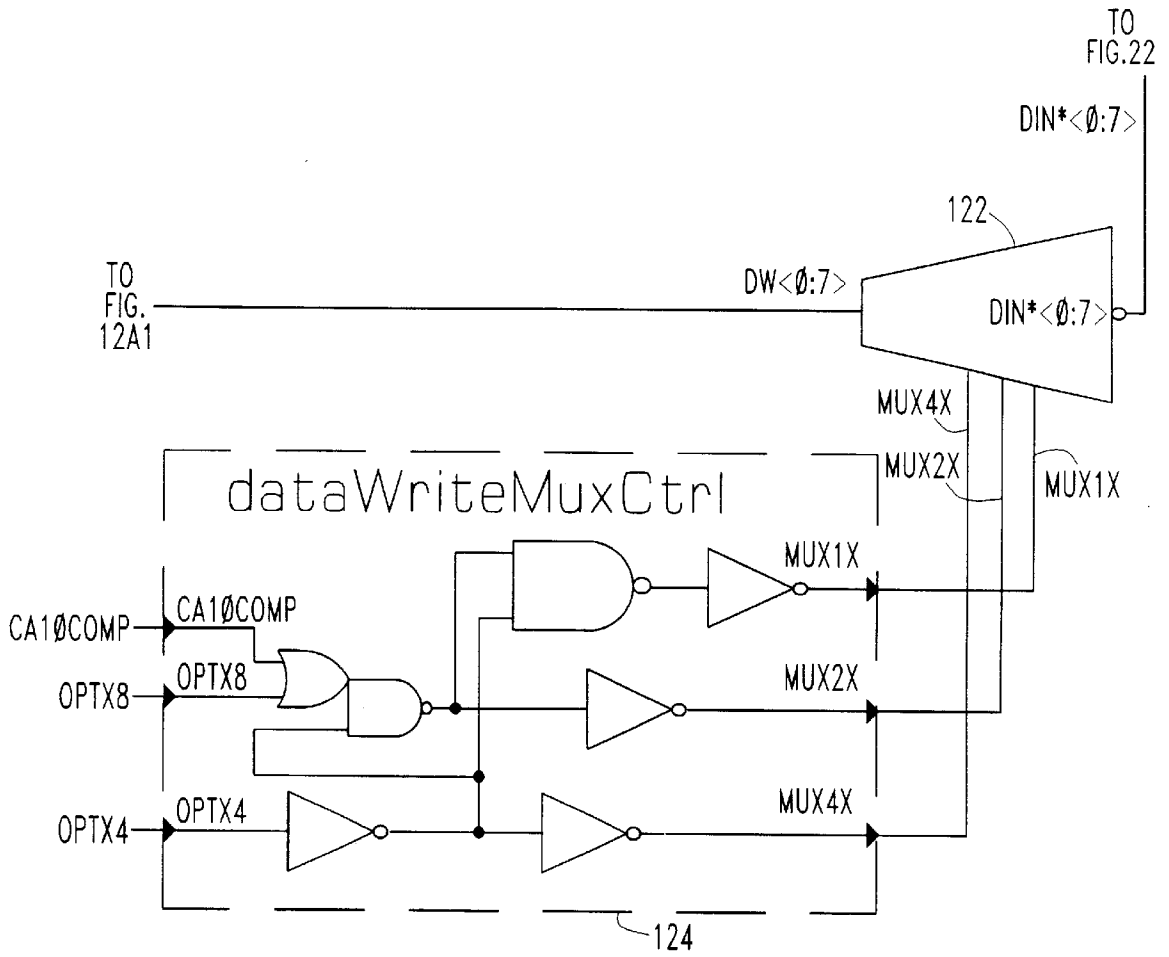 TO
FIG.22
DIN*<Ø:7>
122
TO
FIG.
12A1
DW<Ø:7>
DIN*<Ø:7>
MUX4X
MUX2X
MUX1X
dataWriteMuxCtrl
MUX1X
CA1ØCOMP
CA1ØCOMP
OPTX8
OPTX8
MUX2X
OPTX4
OPTX4
MUX4X
124